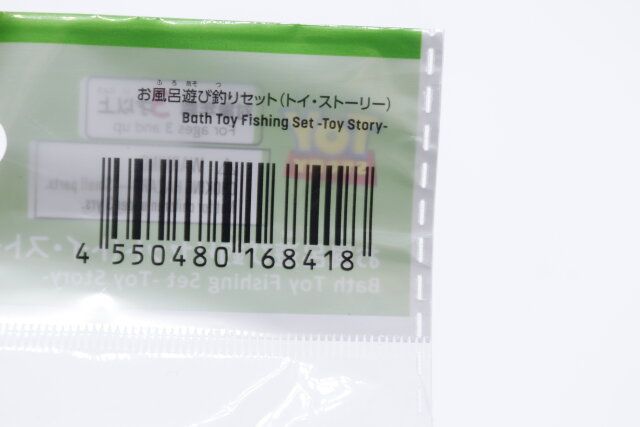 お風呂遊び釣りセット(トイ・ストーリー)
Bath Toy Fishing Set -Toy Story-
For ages 3 and up
4 550480 168418
Bath Toy Fishing Set -Toy Story-